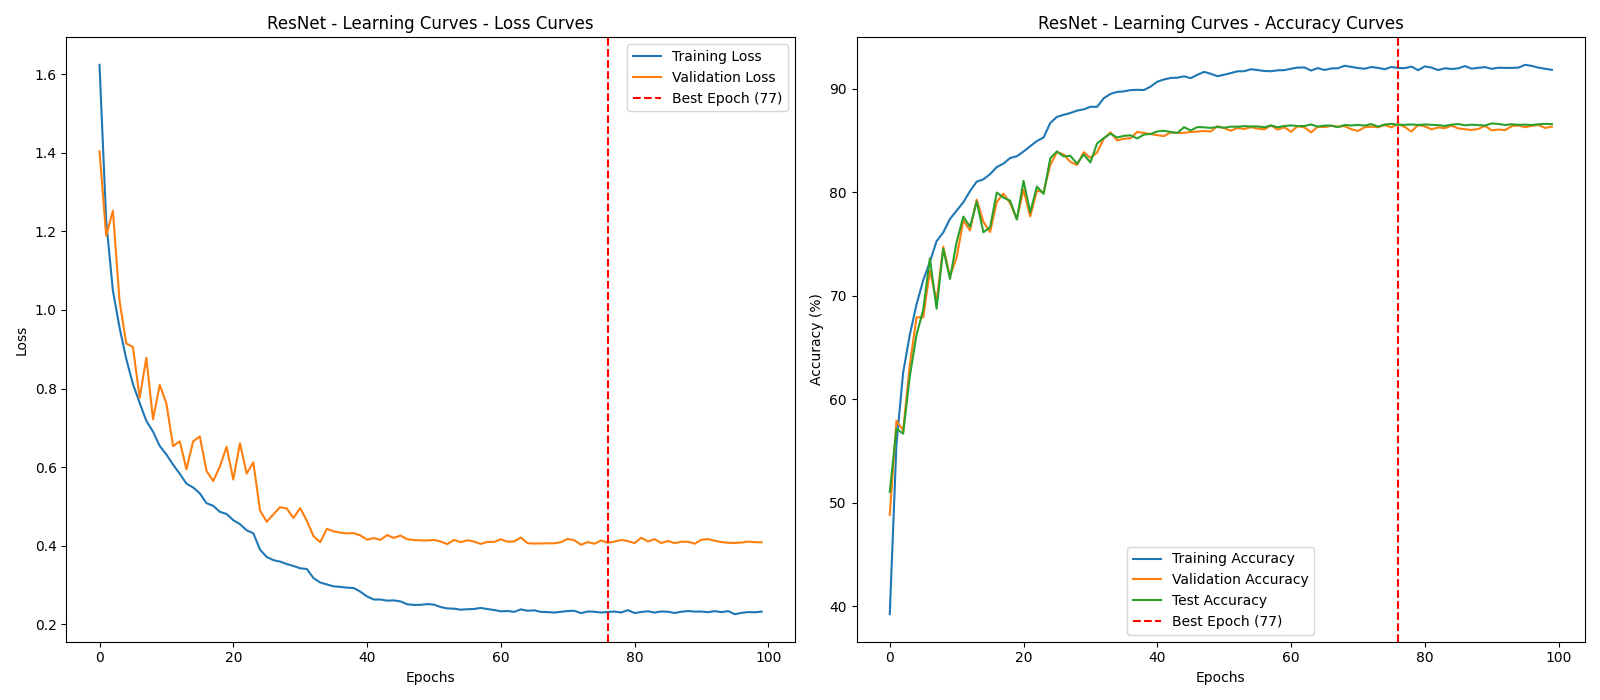 ResNet - Learning Curves - Loss Curves
1.6
1.4
1.2
1.0
0.8
0.6
0.4
0.2
Loss
0
20
40
60
80
100
Epochs
Training Loss
Validation Loss
Best Epoch (77)
ResNet - Learning Curves - Accuracy Curves
90
80
70
60
50
40
Accuracy (%)
0
20
40
60
80
100
Epochs
Training Accuracy
Validation Accuracy
Test Accuracy
Best Epoch (77)